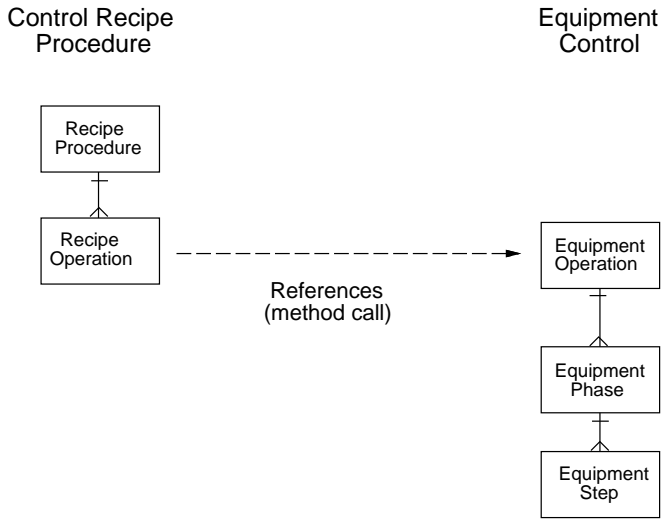 Control Recipe
Procedure
Equipment
Control
Recipe
Procedure
Recipe
Operation
References
(method call)
Equipment
Operation
Equipment
Phase
Equipment
Step